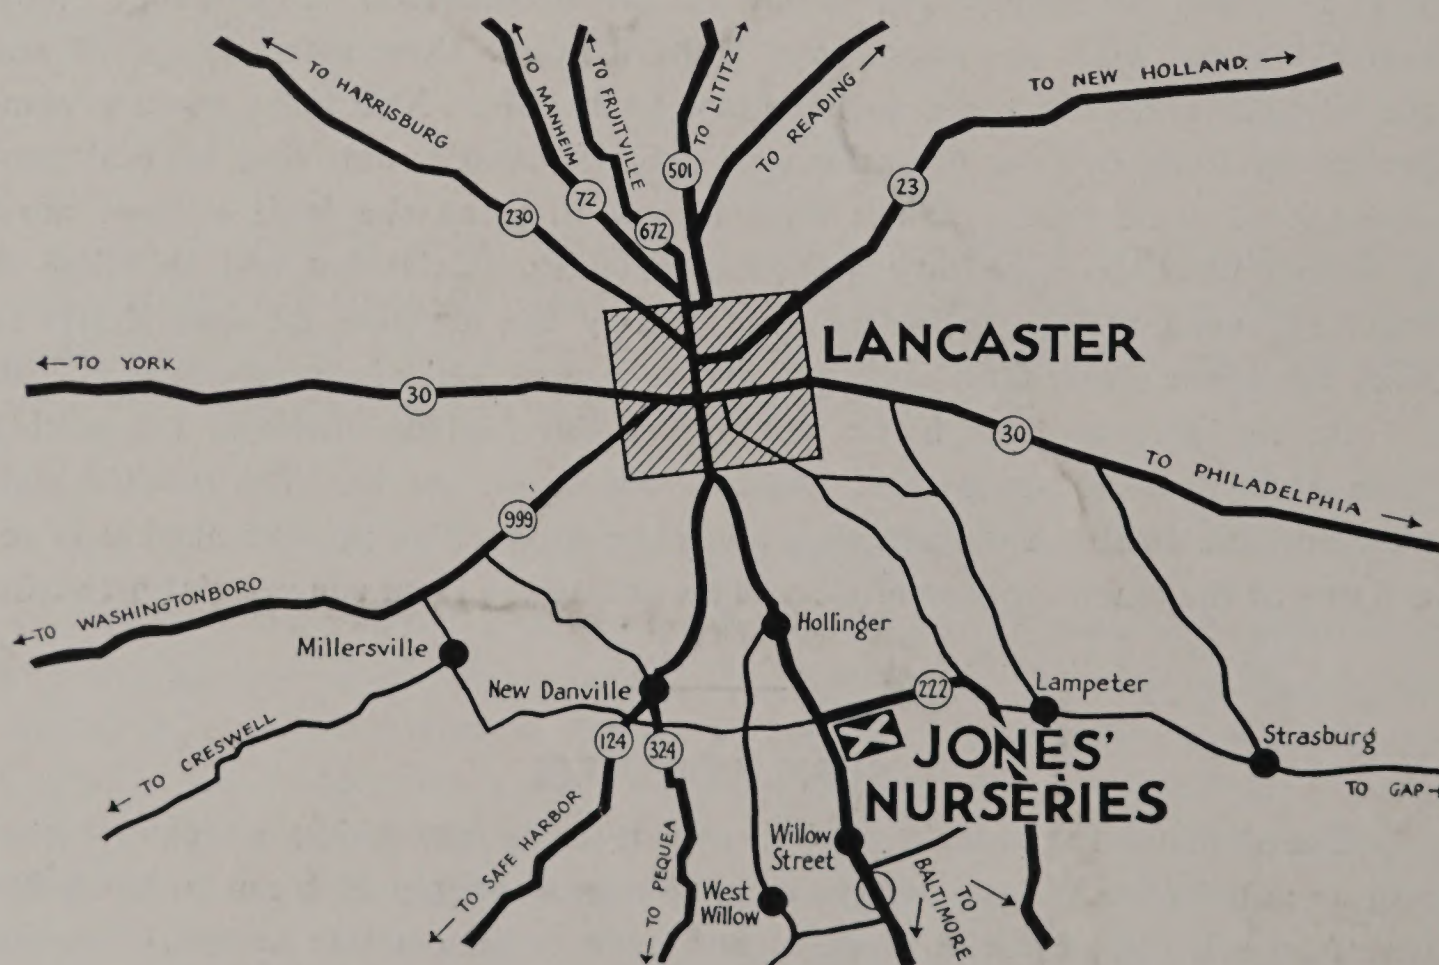 TO HARRISBURG
TO MANHEIM
TO FRUITVILLE
TO LITITZ
TO READING
TO NEW HOLLAND
501
23
72
230
672
LANCASTER
TO YORK
30
30
TO PHILADELPHIA
999
TO WASHINGTONBORO
Hollinger
Millersville
New Danville
222
Lampeter
124
324
JONES'
NURSERIES
Strasburg
TO GAP
TO CRESWELL
TO SAFE HARBOR
TO PEQUEA
Willow
Street
West
Willow
TO
BALTIMORE